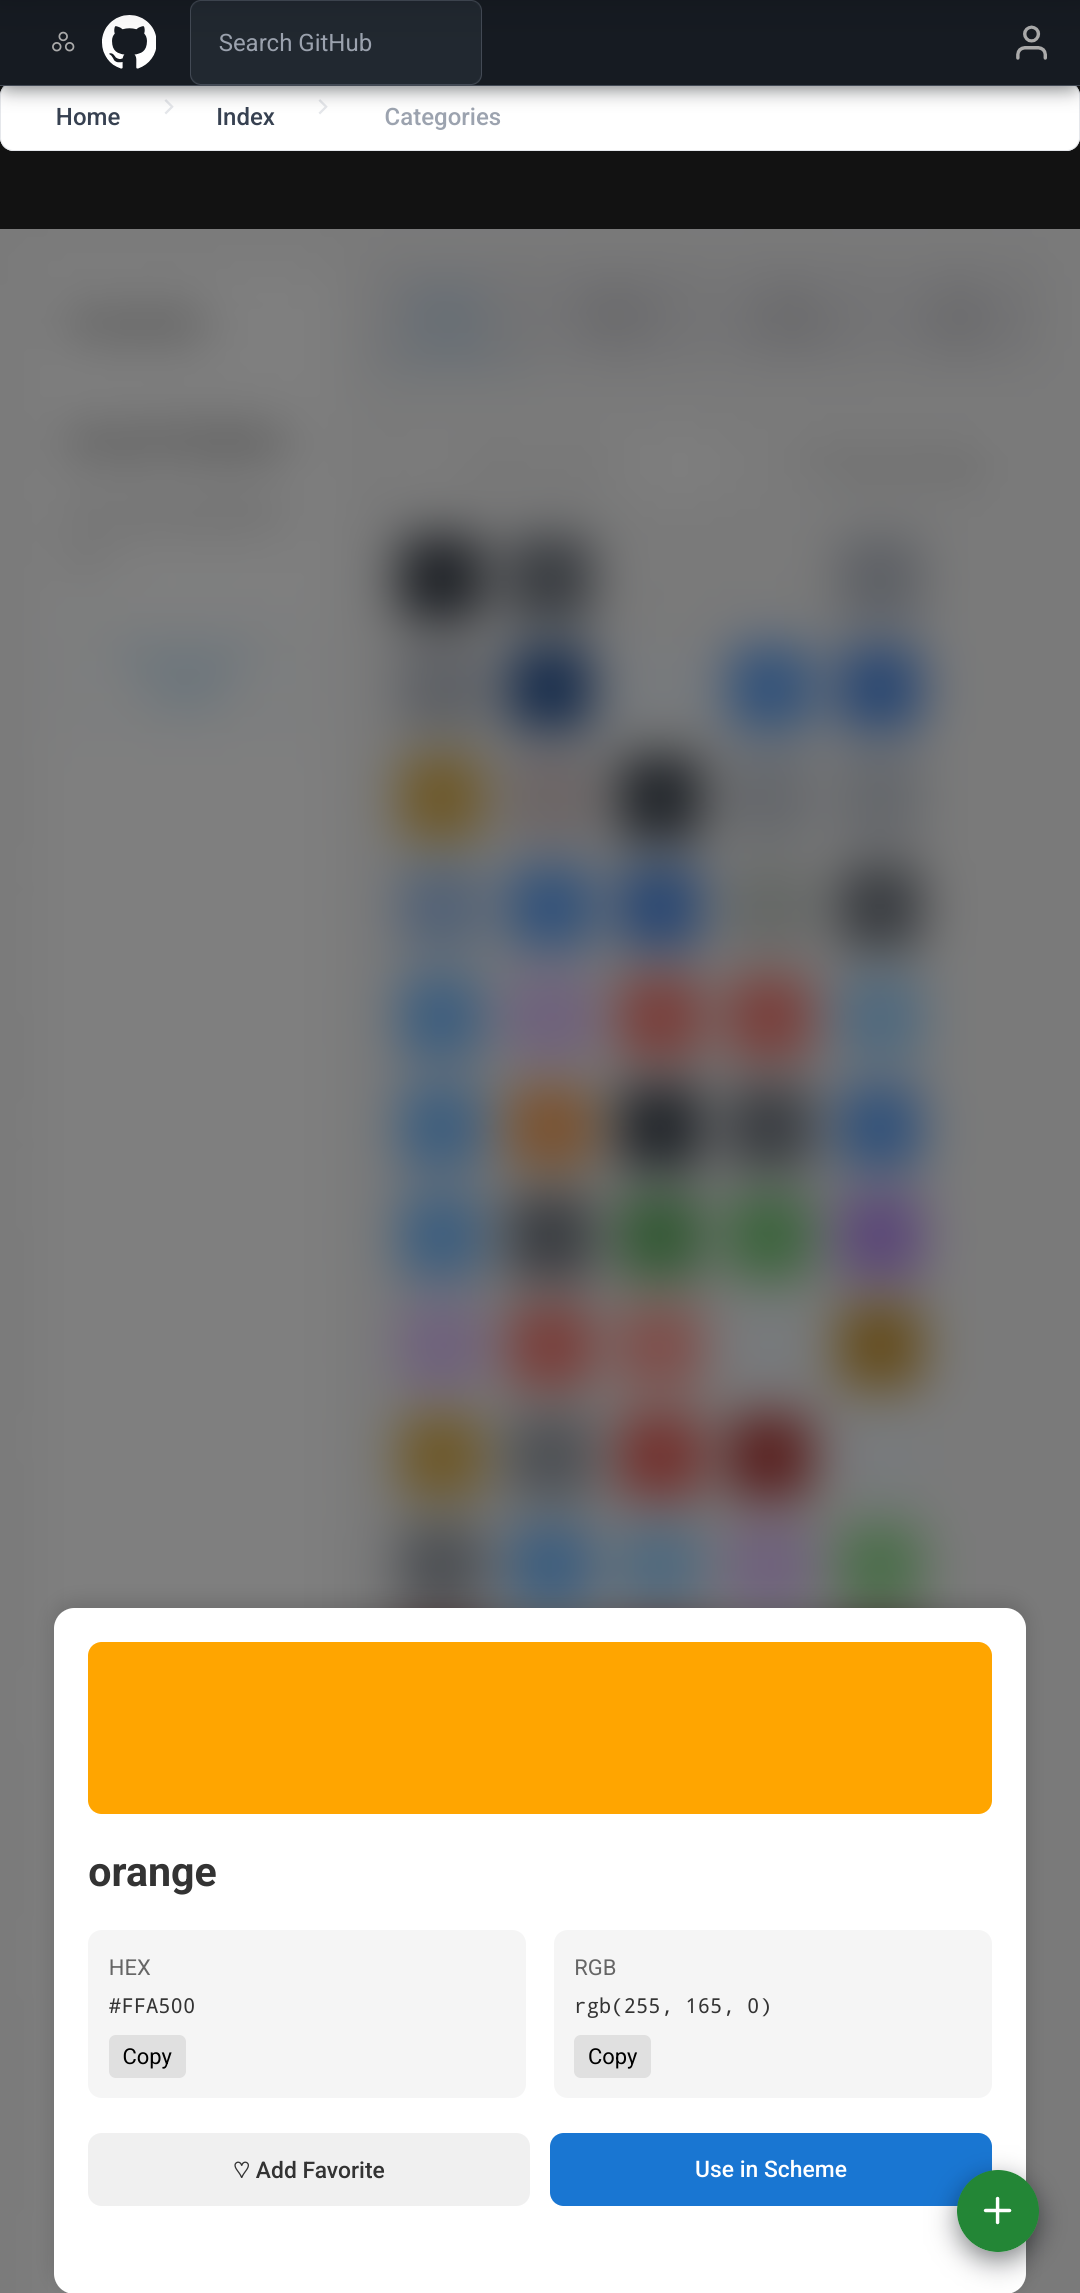 Search GitHub
Home
Index
Categories
orange
HEX
#FFA500
Copy
RGB
rgb(255, 165, 0)
Copy
♡ Add Favorite
Use in Scheme